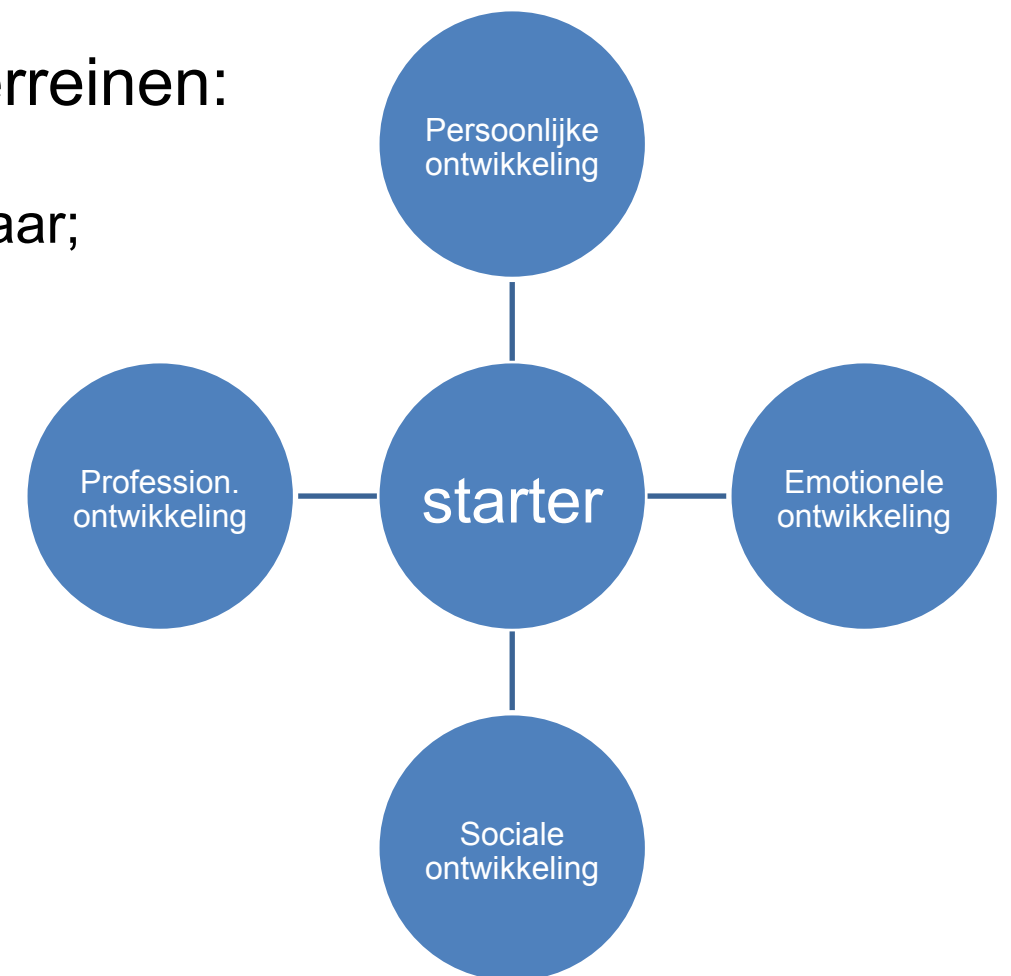 erreinen:
aar;
Persoonlijke
ontwikkeling
Profession.
ontwikkeling
starter
Emotionele
ontwikkeling
Sociale
ontwikkeling